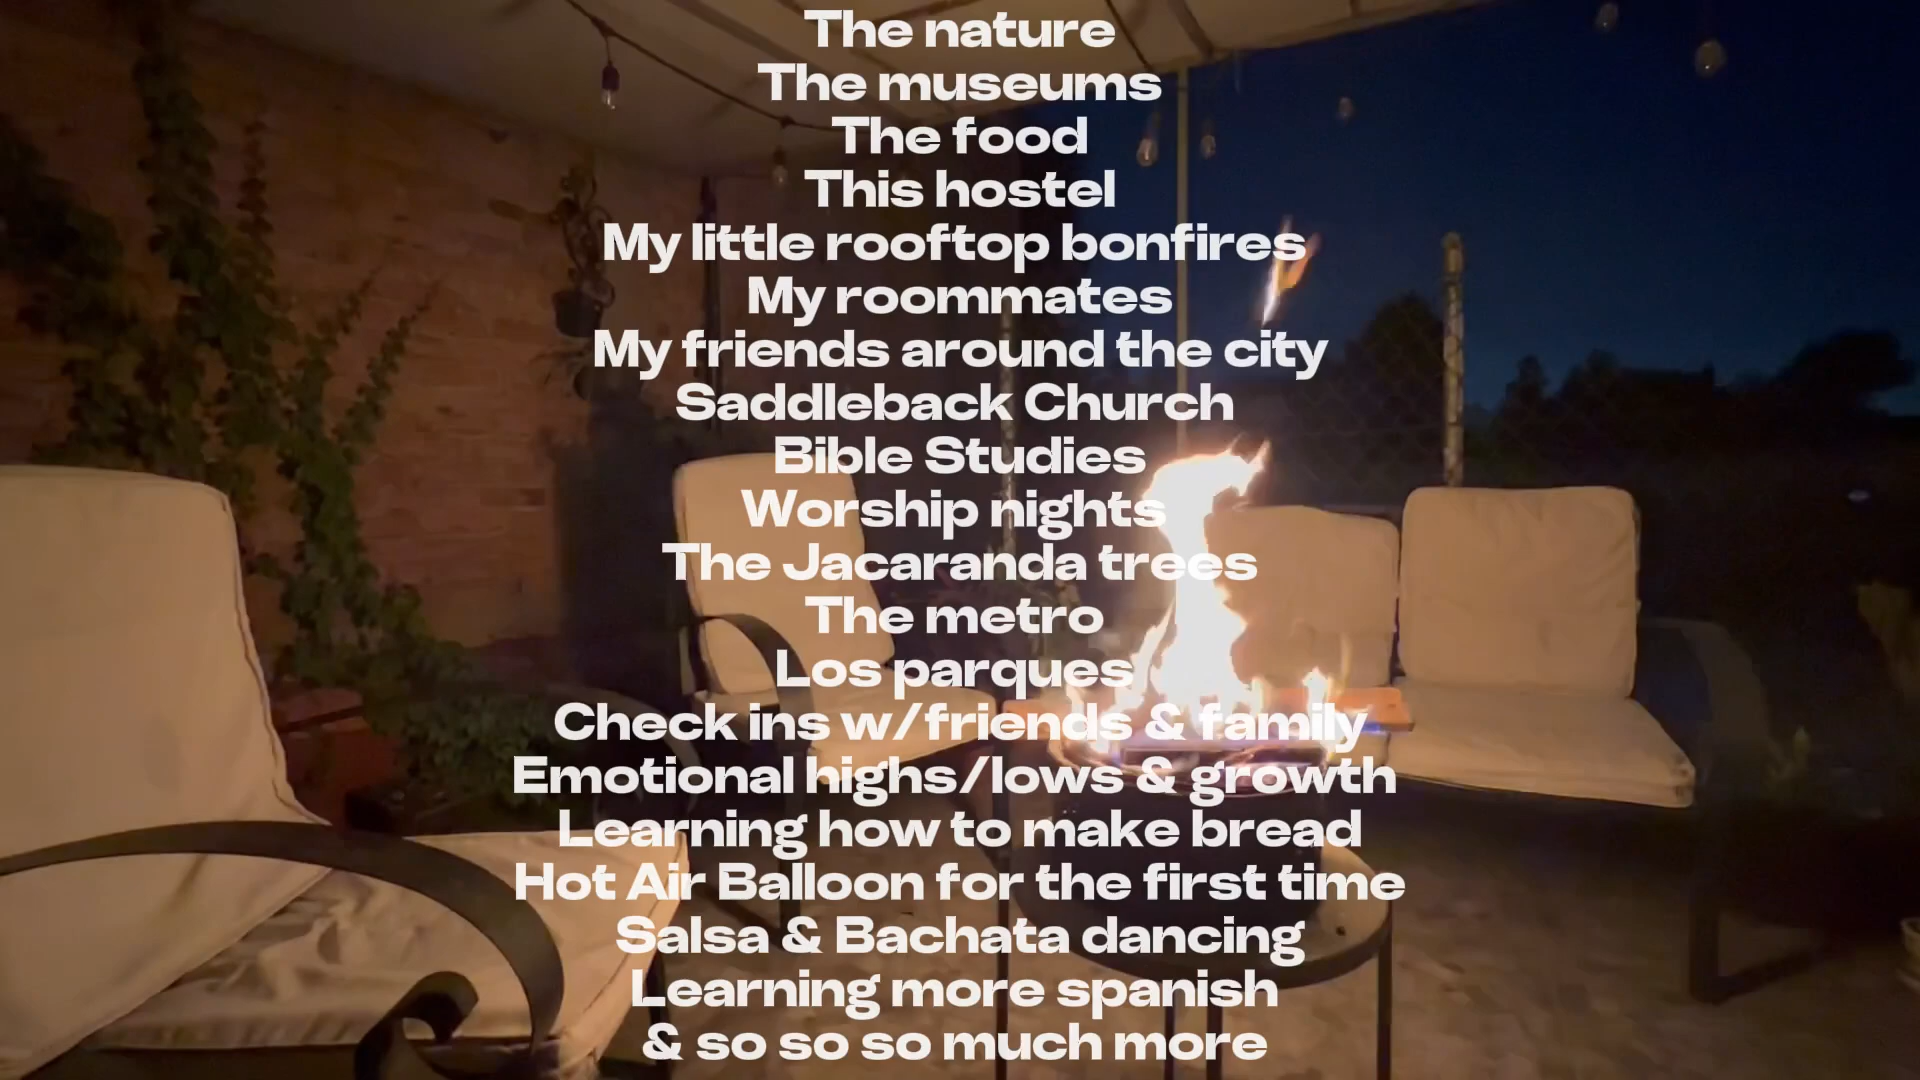 The nature
The museums
The food
This hostel
My little rooftop bonfires
My roommates
My friends around the city
Saddleback Church
Bible Studies
Worship nights
The Jacaranda trees
The metro
Los parques
Check ins w/friends & family
Emotional highs/lows & growth
Learning how to make bread
Hot Air Balloon for the first time
Salsa & Bachata dancing
Learning more spanish
& so so so much more